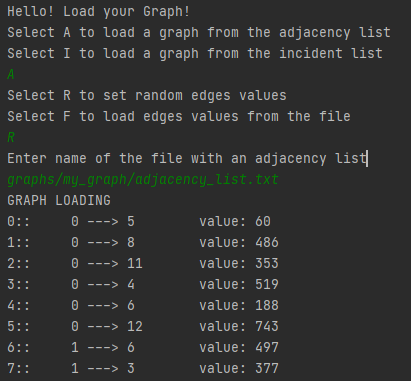 Hello! Load your Graph!
Select A to load a graph from the adjacency list
Select I to load a graph from the incident list
A
Select R to set random edges values
Select F to load edges values from the file
R
Enter name of the file with an adjacency list
graphs/my_graph/adjacency_list.txt
GRAPH LOADING
0:: 0 ---> 5 value: 60
1:: 0 ---> 8 value: 486
2:: 0 ---> 11 value: 353
3:: 0 ---> 4 value: 519
4:: 0 ---> 6 value: 188
5:: 0 ---> 12 value: 743
6:: 1 ---> 6 value: 497
7:: 1 ---> 3 value: 377